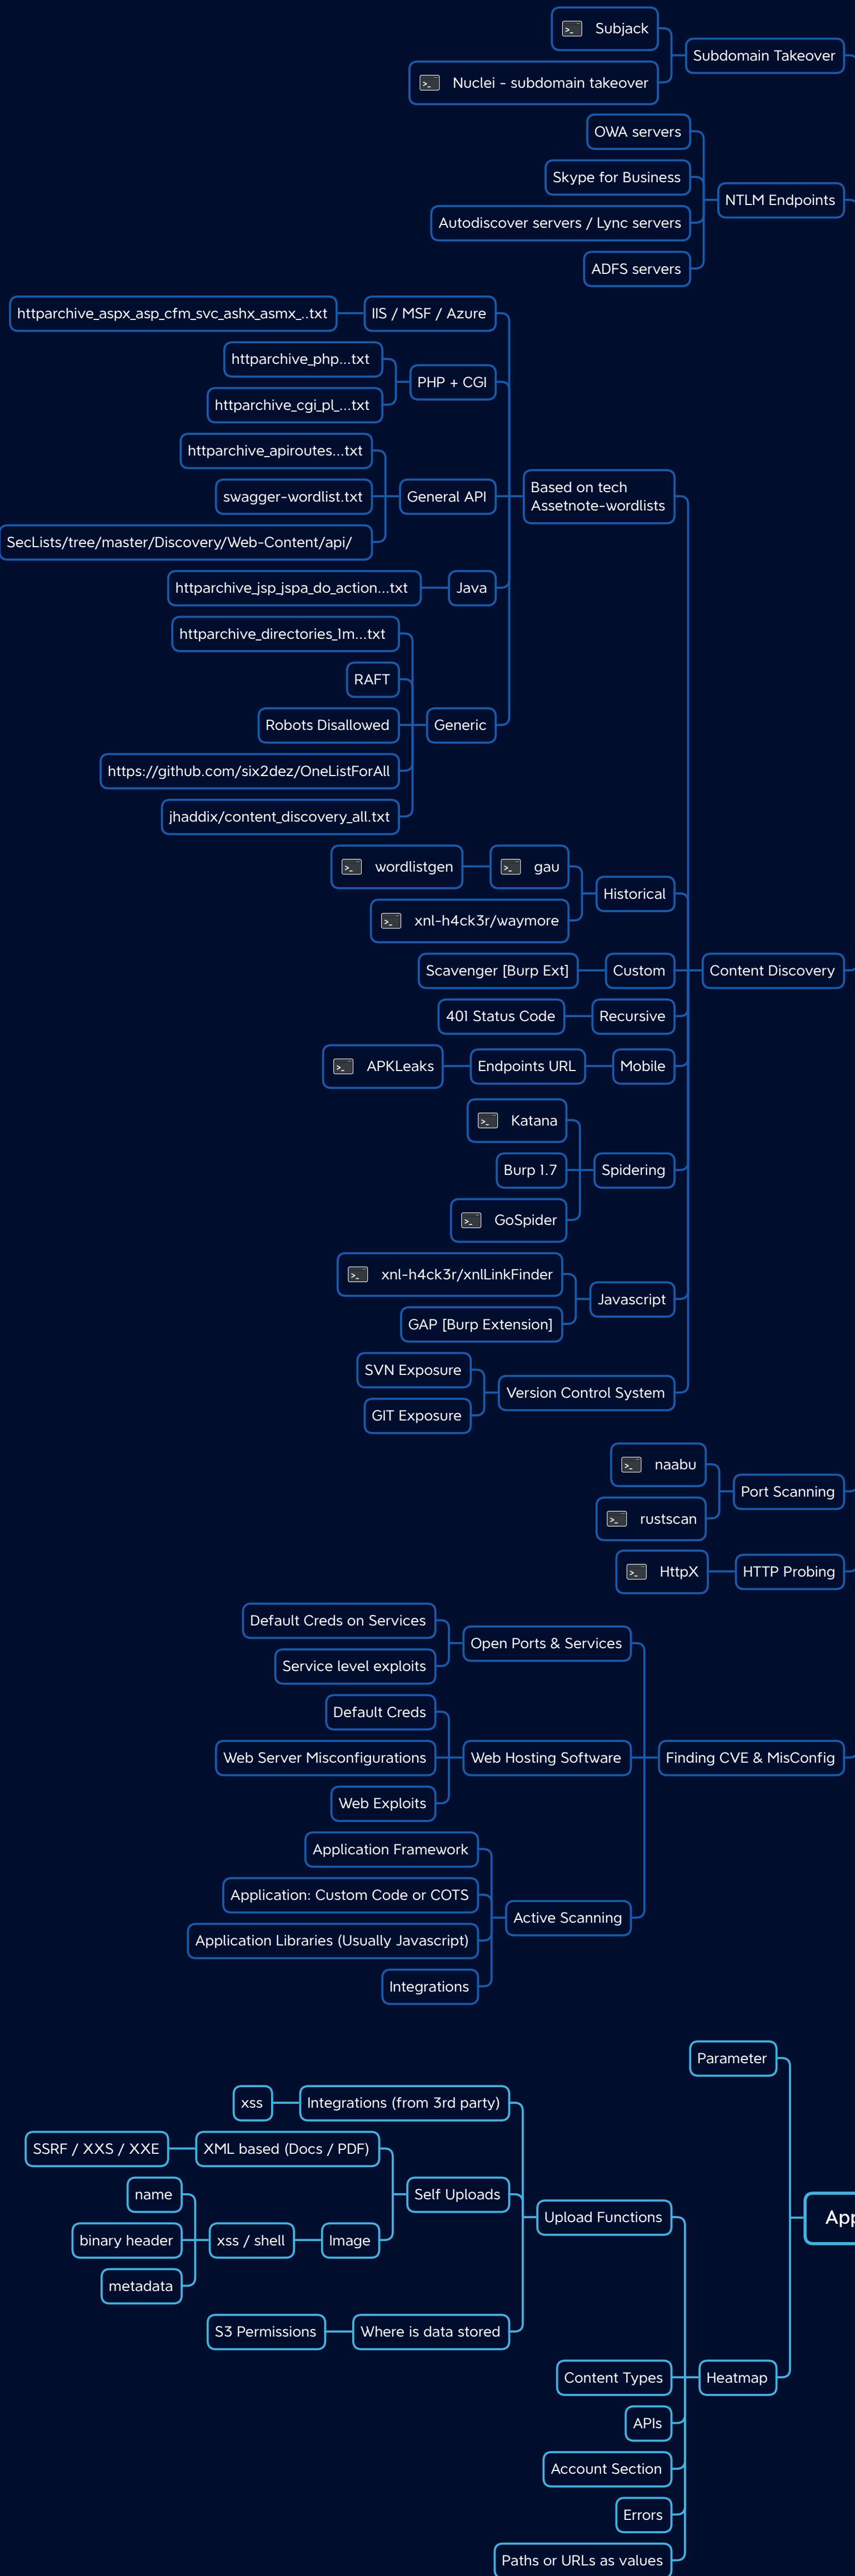 Subjack
Subdomain Takeover
Nuclei - subdomain takeover
OWA servers
Skype for Business
NTLM Endpoints
Autodiscover servers / Lync servers
ADFS servers
httparchive_aspx_asp_cfm_svc_ashx_asmx_..txt
IIS / MSF / Azure
httparchive_php...txt
PHP + CGI
httparchive_cgi_pl_...txt
httparchive_apiroutes...txt
swagger-wordlist.txt
General API
Based on tech
Assetnote-wordlists
SecLists/tree/master/Discovery/Web-Content/api/
httparchive_jsp_jspa_do_action...txt
Java
httparchive_directories_1m...txt
RAFT
Robots Disallowed
Generic
https://github.com/six2dez/OneListForAll
jhaddix/content_discovery_all.txt
wordlistgen
gau
Historical
xnl-h4ck3r/waymore
Scavenger [Burp Ext]
Custom
Content Discovery
401 Status Code
Recursive
APKLeaks
Endpoints URL
Mobile
Katana
Burp 1.7
Spidering
GoSpider
xnl-h4ck3r/xnlLinkFinder
Javascript
GAP [Burp Extension]
SVN Exposure
Version Control System
GIT Exposure
naabu
Port Scanning
rustscan
HttpX
HTTP Probing
Default Creds on Services
Open Ports & Services
Service level exploits
Default Creds
Web Server Misconfigurations
Web Hosting Software
Finding CVE & MisConfig
Web Exploits
Application Framework
Application: Custom Code or COTS
Active Scanning
Application Libraries (Usually Javascript)
Integrations
Parameter
xss
Integrations (from 3rd party)
SSRF / XXS / XXE
XML based (Docs / PDF)
name
Self Uploads
Upload Functions
App
binary header
xss / shell
Image
metadata
S3 Permissions
Where is data stored
Content Types
Heatmap
APIs
Account Section
Errors
Paths or URLs as values